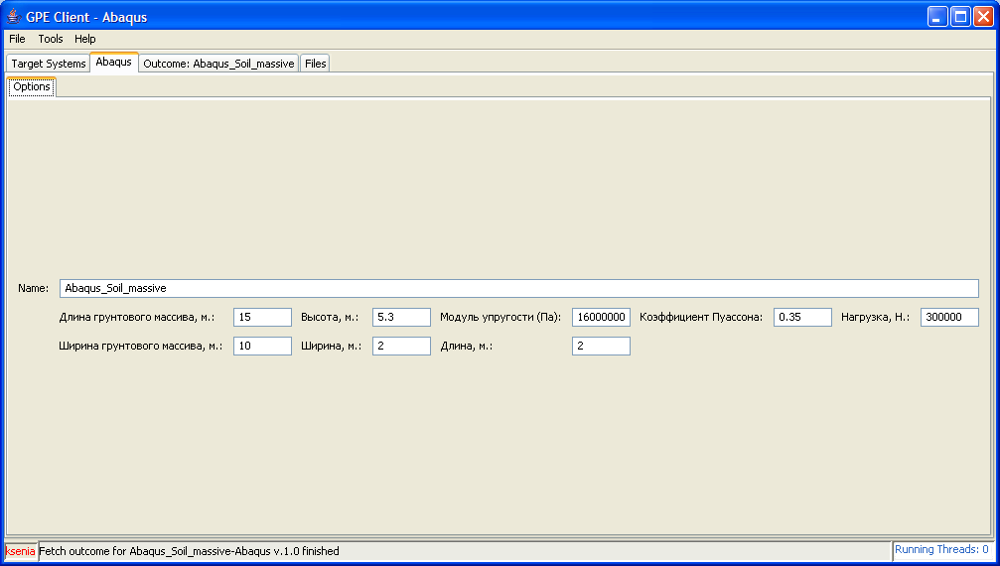 GPE Client - Abaqus
File Tools Help
Target Systems Abaqus Outcome: Abaqus_Soil_massive Files
Options
Name: Abaqus_Soil_massive
Длина грунтового массива, м.: 15 Высота, м.: 5.3 Модуль упругости (Па): 16000000 Коэффициент Пуассона: 0.35 Нагрузка, Н.: 300000
Ширина грунтового массива, м.: 10 Ширина, м.: 2 Длина, м.: 2
ksenia Fetch outcome for Abaqus_Soil_massive-Abaqus v.1.0 finished Running Threads: 0